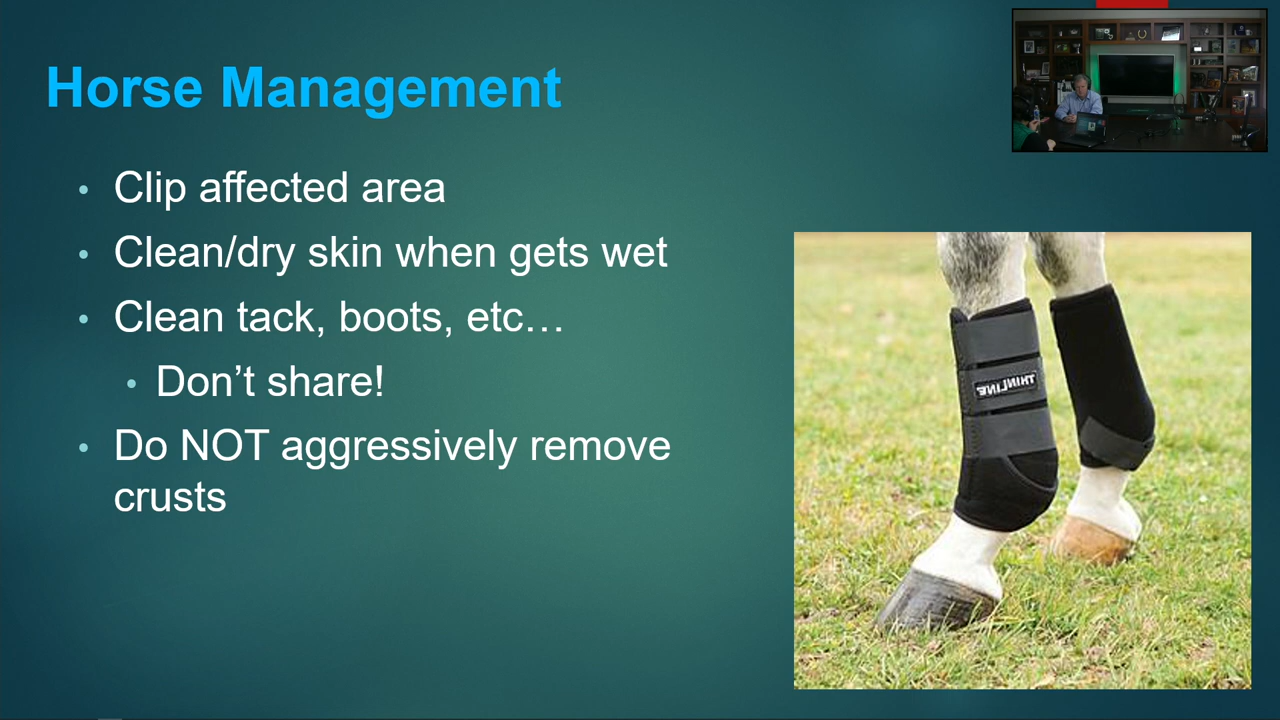 Horse Management
• Clip affected area
• Clean/dry skin when gets wet
• Clean tack, boots, etc…
• Don’t share!
• Do NOT aggressively remove
crusts
THINLINE